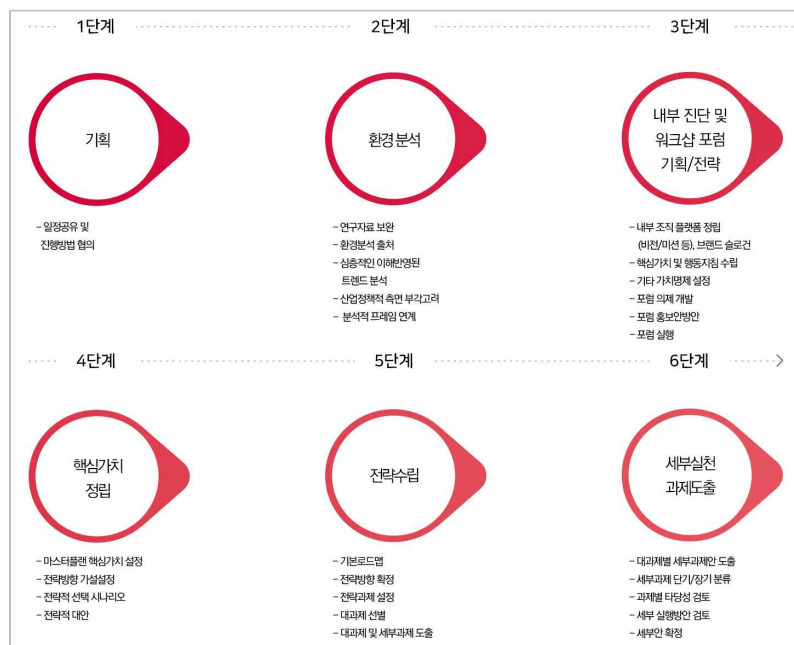 1단계
기획
– 일정공유 및
진행방법 협의
2단계
환경 분석
– 연구자료 보완
– 환경분석 출처
– 심층적인 이해반영된
트렌드 분석
– 산업정책적 측면 부각고려
– 분석적 프레임 연계
3단계
내부 진단 및
워크샵 포럼
기획/전략
– 내부 조직 플랫폼 정립
(비전/미션 등), 브랜드 슬로건
– 핵심가치 및 행동지침 수립
– 기타 가치명제 설정
– 포럼 의제 개발
– 포럼 홍보안방안
– 포럼 실행
4단계
핵심가치
정립
– 마스터플랜 핵심가치 설정
– 전략방향 가설설정
– 전략적 선택 시나리오
– 전략적 대안
5단계
전략수립
– 기본로드맵
– 전략방향 확정
– 전략과제 설정
– 대과제 선별
– 대과제 및 세부과제 도출
6단계
세부실천
과제도출
– 대과제별 세부과제안 도출
– 세부과제 단기/장기 분류
– 과제별 타당성 검토
– 세부 실행방안 검토
– 세부안 확정